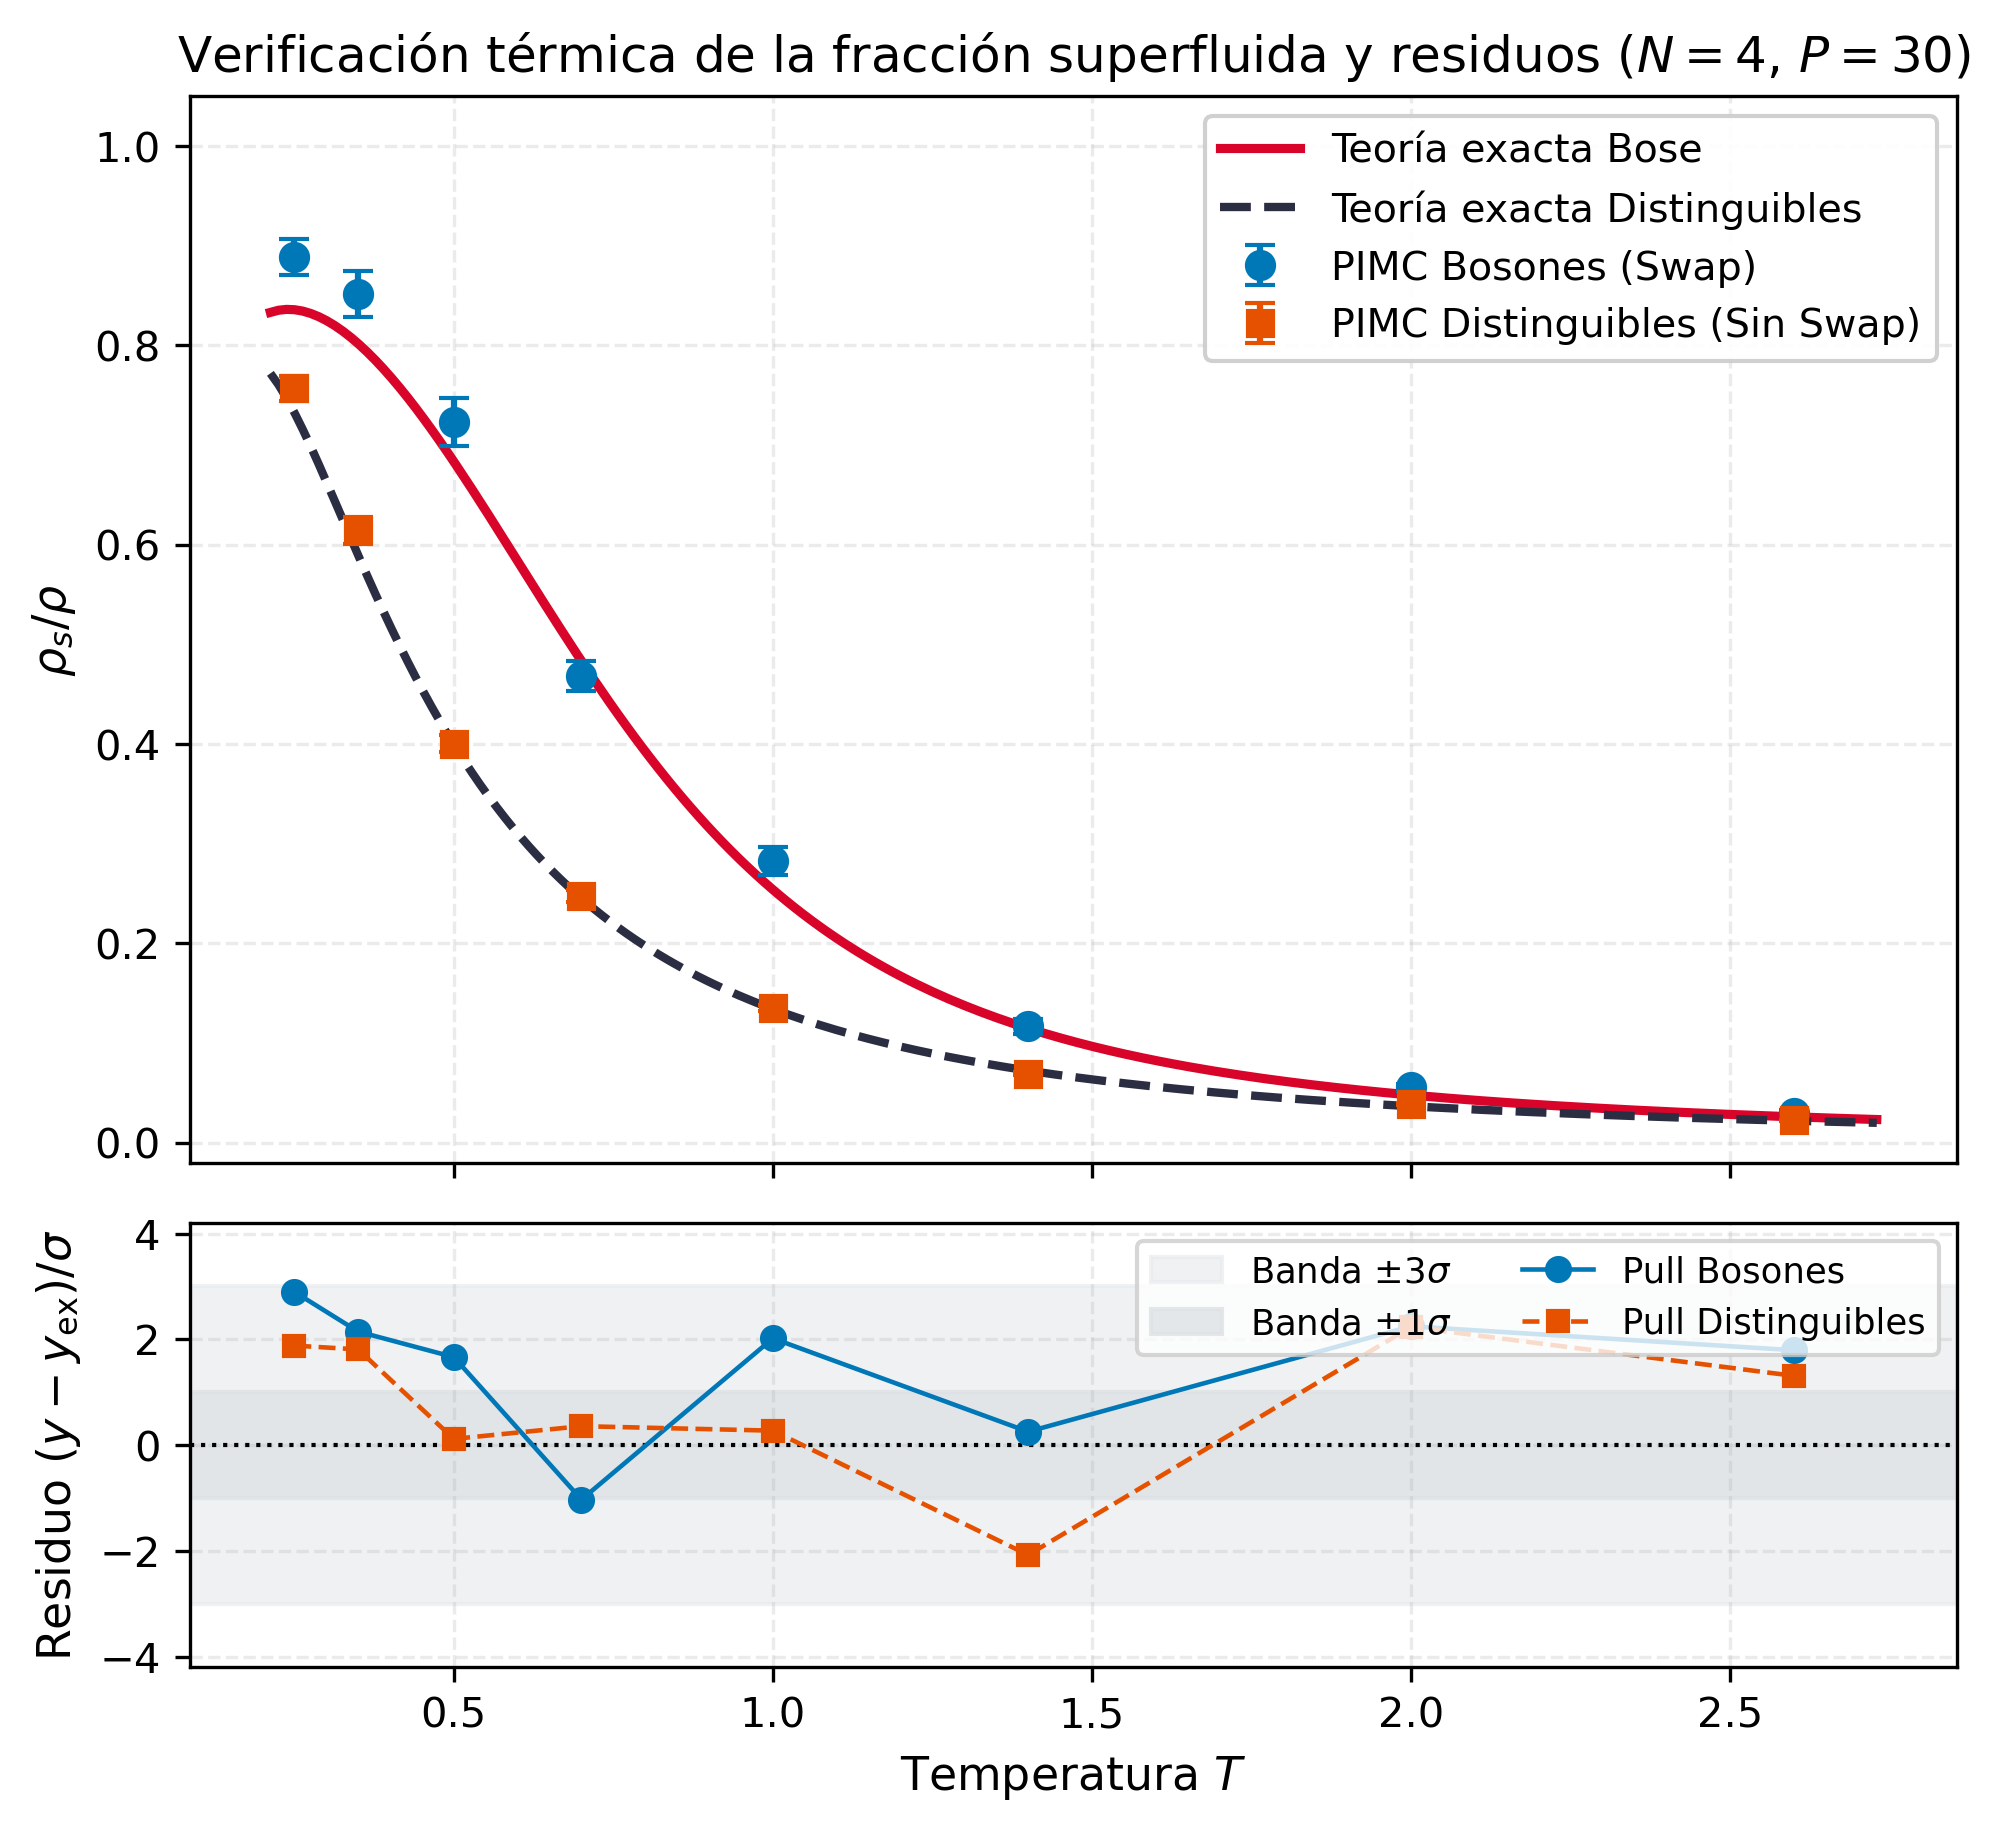 Verificación térmica de la fracción superfluida y residuos (N = 4, P = 30)
1.0
0.8
0.6
0.4
0.2
0.0
ρs/ρ
Teoría exacta Bose
Teoría exacta Distinguibles
PIMC Bosones (Swap)
PIMC Distinguibles (Sin Swap)
4
2
0
−2
−4
Residuo (y − yex)/σ
Banda ±3σ
Banda ±1σ
Pull Bosones
Pull Distinguibles
0.5 1.0 1.5 2.0 2.5
Temperatura T